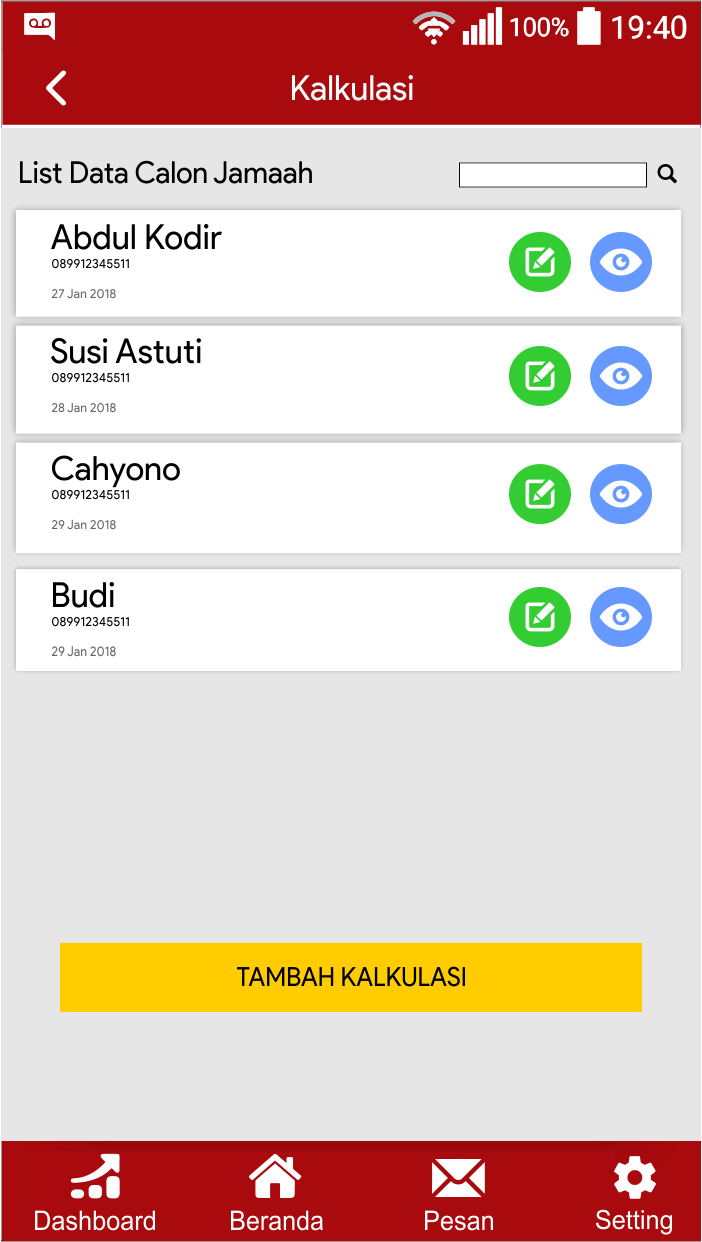 100% 19:40
Kalkulasi
List Data Calon Jamaah
Abdul Kodir
089912345511
27 Jan 2018
Susi Astuti
089912345511
28 Jan 2018
Cahyono
089912345511
29 Jan 2018
Budi
089912345511
29 Jan 2018
TAMBAH KALKULASI
Dashboard Beranda Pesan Setting